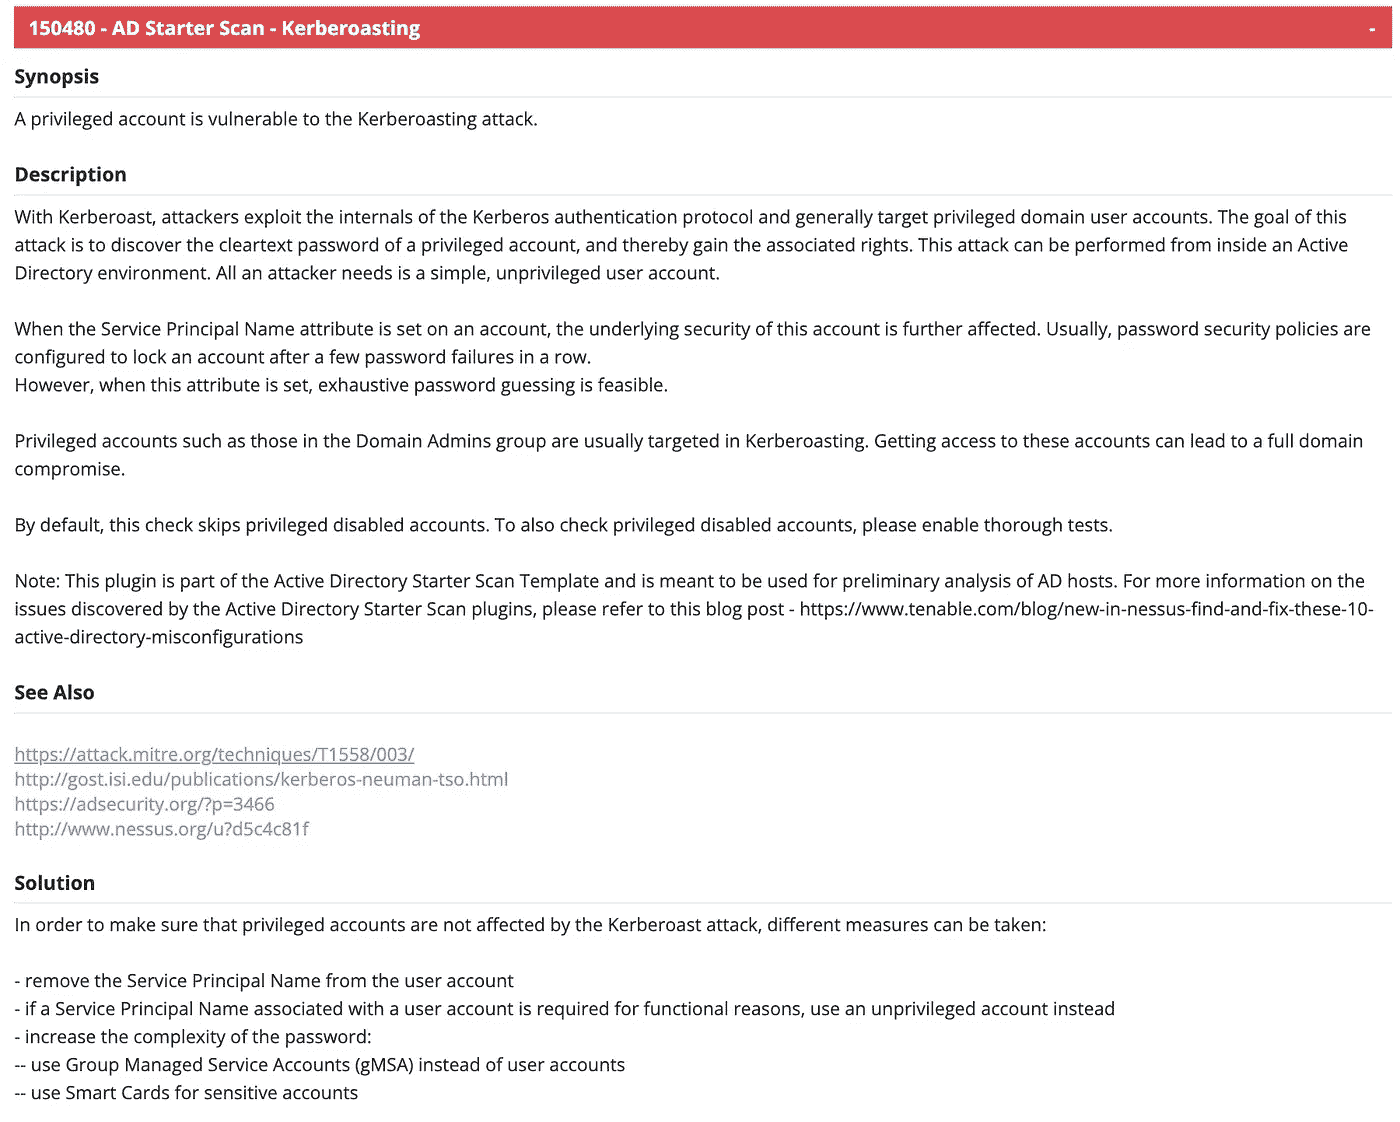 150480 - AD Starter Scan - Kerberoasting -
Synopsis
A privileged account is vulnerable to the Kerberoasting attack.
Description
With Kerberoast, attackers exploit the internals of the Kerberos authentication protocol and generally target privileged domain user accounts. The goal of this
attack is to discover the cleartext password of a privileged account, and thereby gain the associated rights. This attack can be performed from inside an Active
Directory environment. All an attacker needs is a simple, unprivileged user account.
When the Service Principal Name attribute is set on an account, the underlying security of this account is further affected. Usually, password security policies are
configured to lock an account after a few password failures in a row.
However, when this attribute is set, exhaustive password guessing is feasible.
Privileged accounts such as those in the Domain Admins group are usually targeted in Kerberoasting. Getting access to these accounts can lead to a full domain
compromise.
By default, this check skips privileged disabled accounts. To also check privileged disabled accounts, please enable thorough tests.
Note: This plugin is part of the Active Directory Starter Scan Template and is meant to be used for preliminary analysis of AD hosts. For more information on the
issues discovered by the Active Directory Starter Scan plugins, please refer to this blog post - https://www.tenable.com/blog/new-in-nessus-find-and-fix-these-10-
active-directory-misconfigurations
See Also
https://attack.mitre.org/techniques/T1558/003/
http://gost.isi.edu/publications/kerberos-neuman-tso.html
https://adsecurity.org/?p=3466
http://www.nessus.org/u?d5c4c81f
Solution
In order to make sure that privileged accounts are not affected by the Kerberoast attack, different measures can be taken:
- remove the Service Principal Name from the user account
- if a Service Principal Name associated with a user account is required for functional reasons, use an unprivileged account instead
- increase the complexity of the password:
-- use Group Managed Service Accounts (gMSA) instead of user accounts
-- use Smart Cards for sensitive accounts